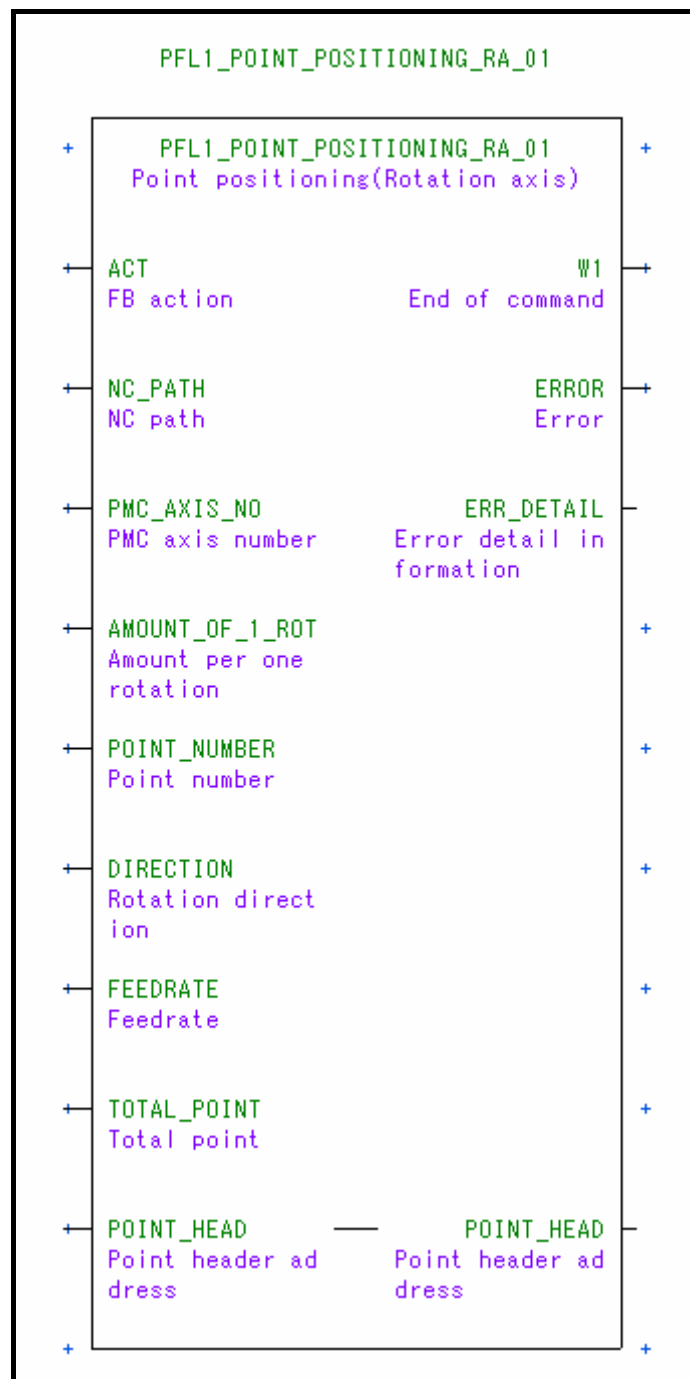 PFL1_POINT_POSITIONING_RA_01
PFL1_POINT_POSITIONING_RA_01
Point positioning(Rotation axis)
ACT W1
FB action End of command
NC_PATH ERROR
NC path Error
PMC_AXIS_NO ERR_DETAIL
PMC axis number Error detail in
formation
AMOUNT_OF_1_ROT
Amount per one
rotation
POINT_NUMBER
Point number
DIRECTION
Rotation direct
ion
FEEDRATE
Feedrate
TOTAL_POINT
Total point
POINT_HEAD POINT_HEAD
Point header ad Point header ad
dress dress